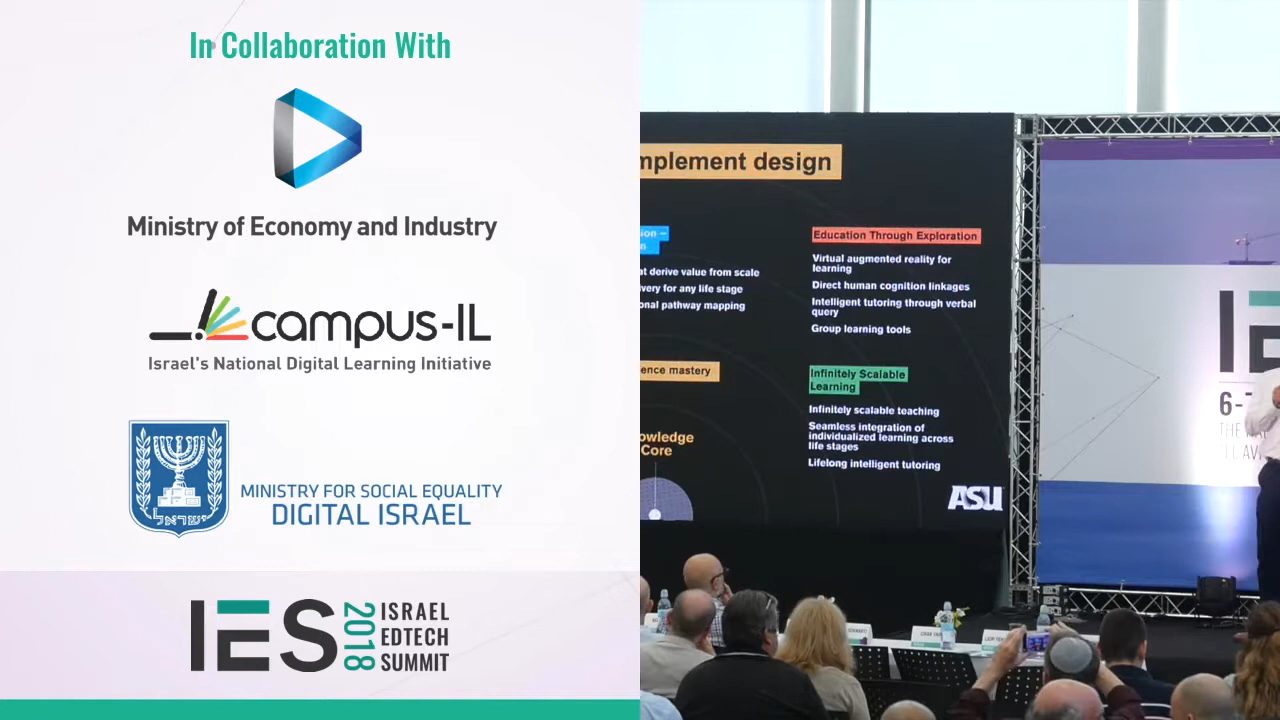 In Collaboration With
Ministry of Economy and Industry
campus-IL
Israel's National Digital Learning Initiative
ישראל
MINISTRY FOR SOCIAL EQUALITY
DIGITAL ISRAEL
IES
2018
ISRAEL
EDTECH
SUMMIT
mplement design
Education Through Exploration
Virtual augmented reality for
learning
Direct human cognition linkages
Intelligent tutoring through verbal
query
Group learning tools
at derive value from scale
very for any life stage
onal pathway mapping
ence mastery
Infinitely Scalable
Learning
Infinitely scalable teaching
Seamless integration of
individualized learning across
life stages
Lifelong intelligent tutoring
owledge
Core
ASU
IE
6-7